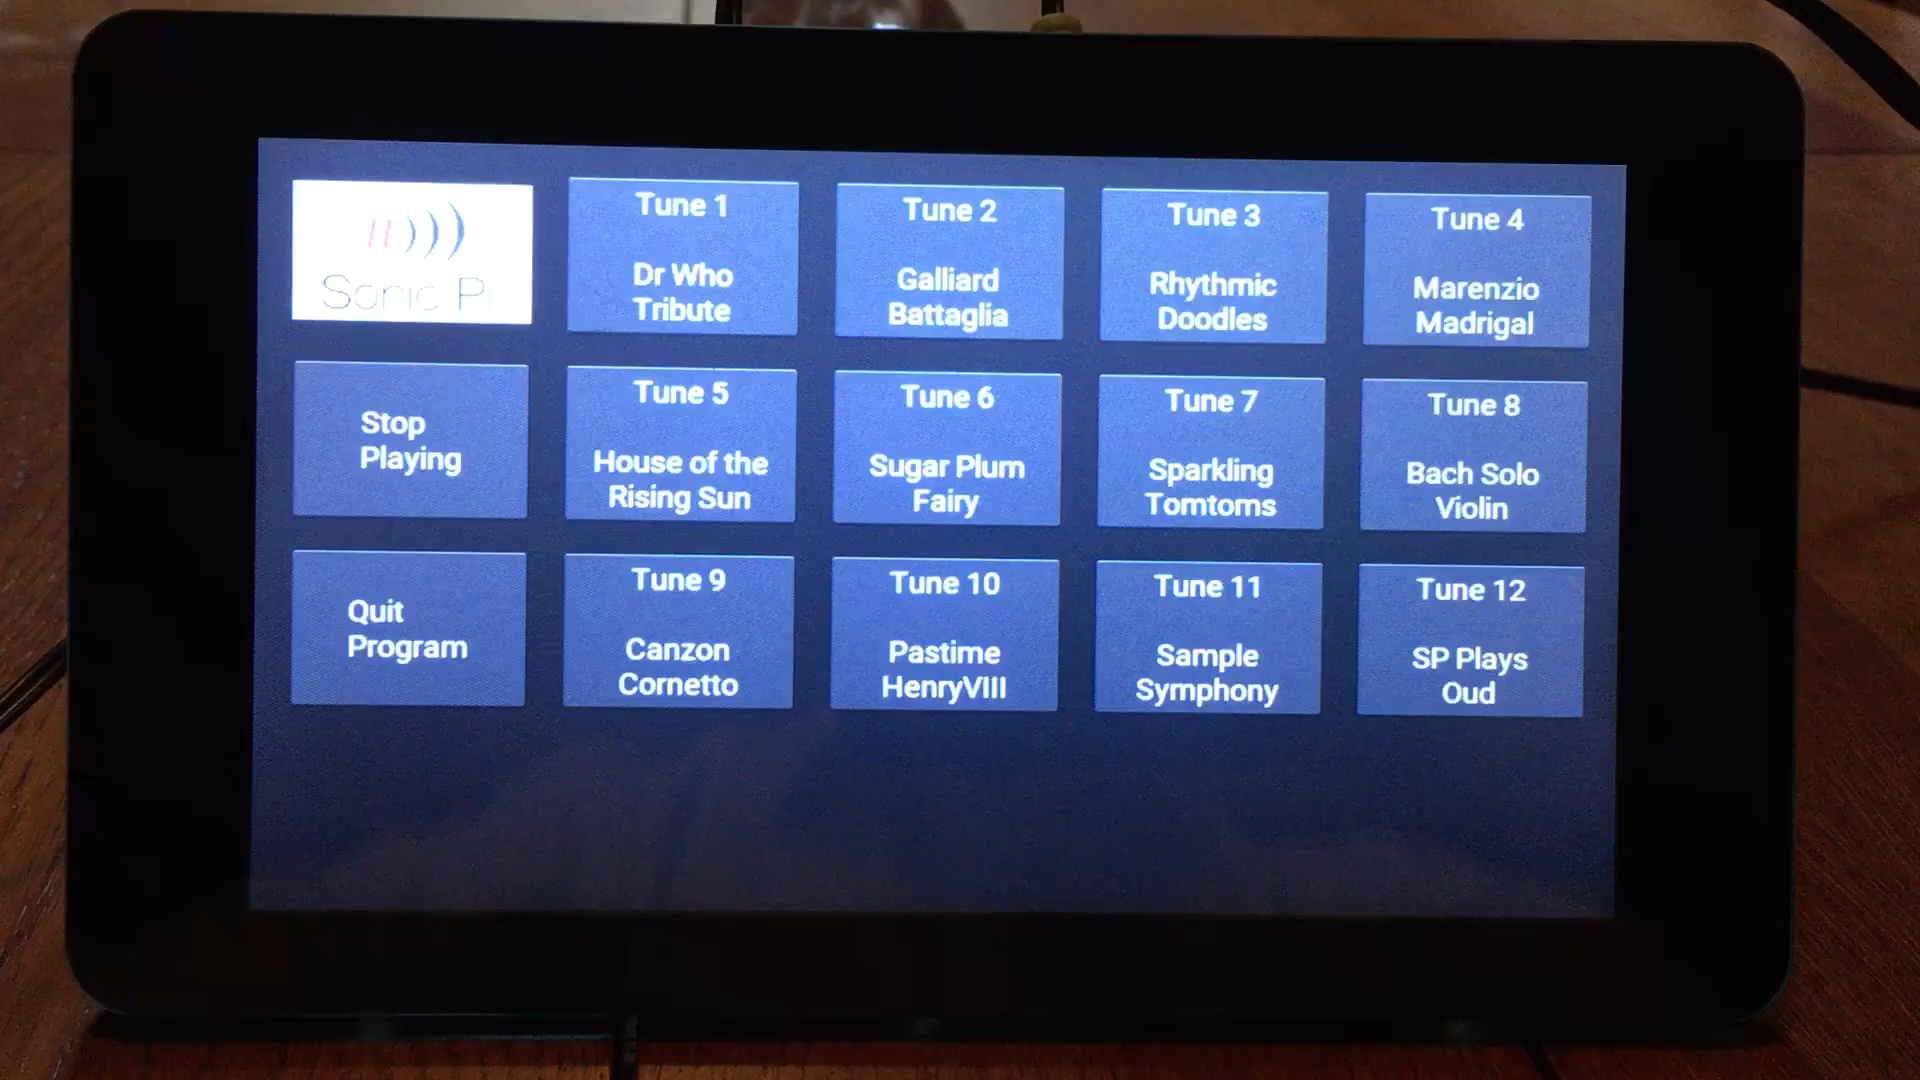 Sonic Pi
Tune 1
Dr Who
Tribute
Tune 2
Galliard
Battaglia
Tune 3
Rhythmic
Doodles
Tune 4
Marenzio
Madrigal
Stop
Playing
Tune 5
House of the
Rising Sun
Tune 6
Sugar Plum
Fairy
Tune 7
Sparkling
Tomtoms
Tune 8
Bach Solo
Violin
Quit
Program
Tune 9
Canzon
Cornetto
Tune 10
Pastime
HenryVIII
Tune 11
Sample
Symphony
Tune 12
SP Plays
Oud